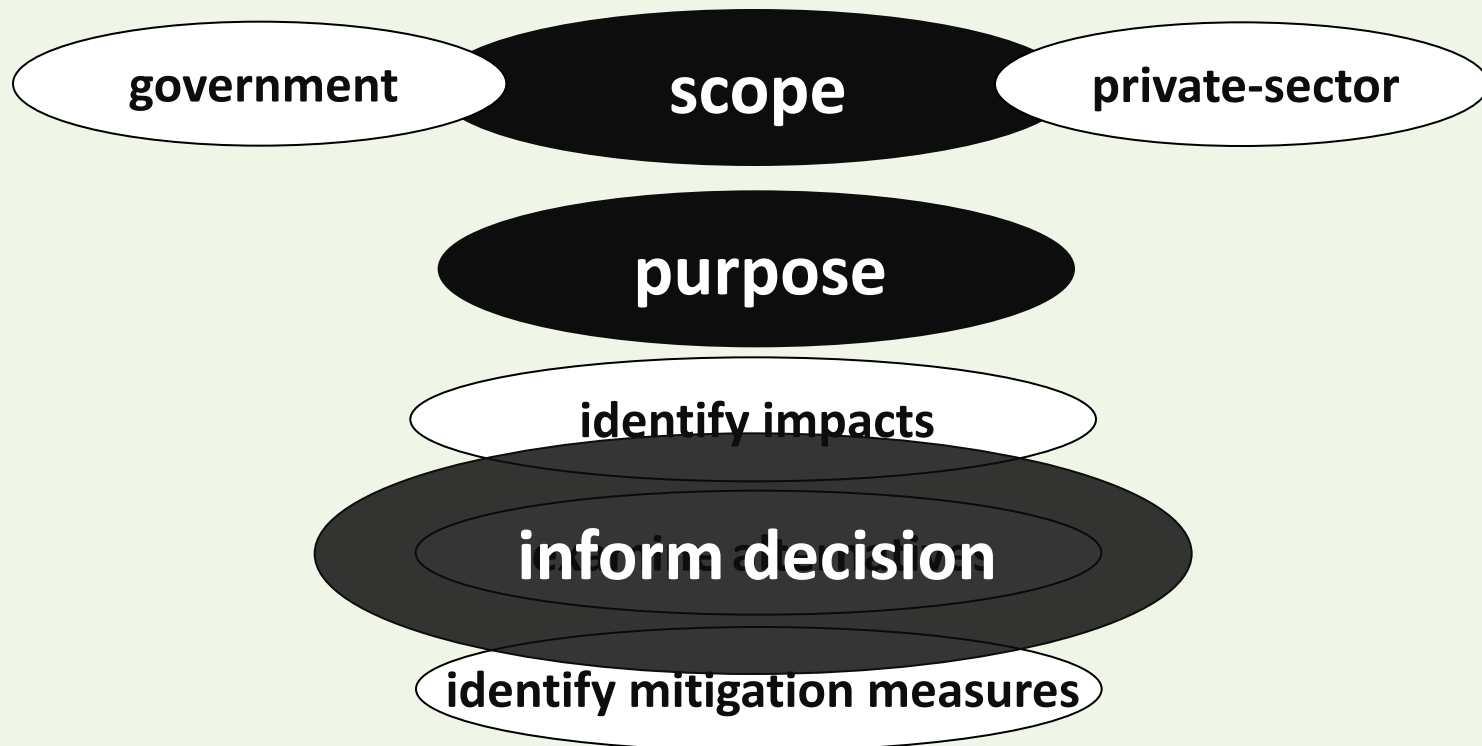 government
scope
private-sector
purpose
identify impacts
inform decision
identify mitigation measures